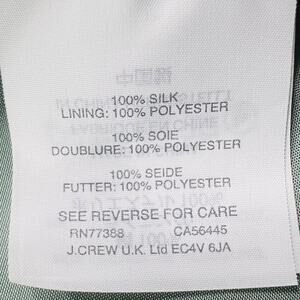 100% SILK
LINING: 100% POLYESTER
100% SOIE
DOUBLURE: 100% POLYESTER
100% SEIDE
FUTTER: 100% POLYESTER
SEE REVERSE FOR CARE
RN77388 CA56445
J.CREW U.K. Ltd EC4V 6JA